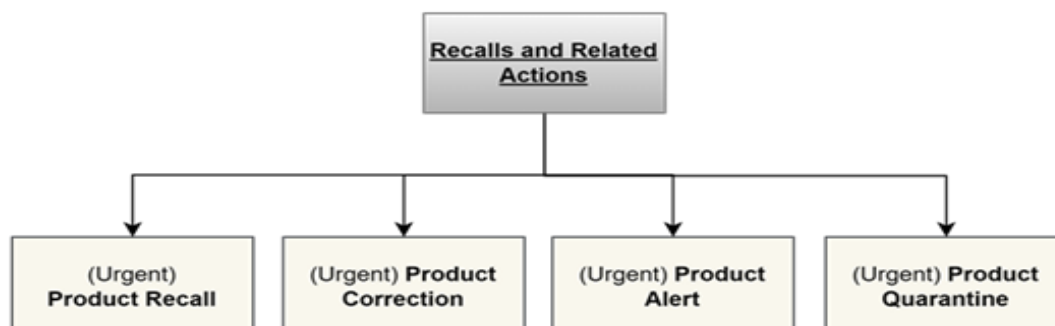 Recalls and Related
Actions
(Urgent)
Product Recall
(Urgent) Product
Correction
(Urgent) Product
Alert
(Urgent) Product
Quarantine